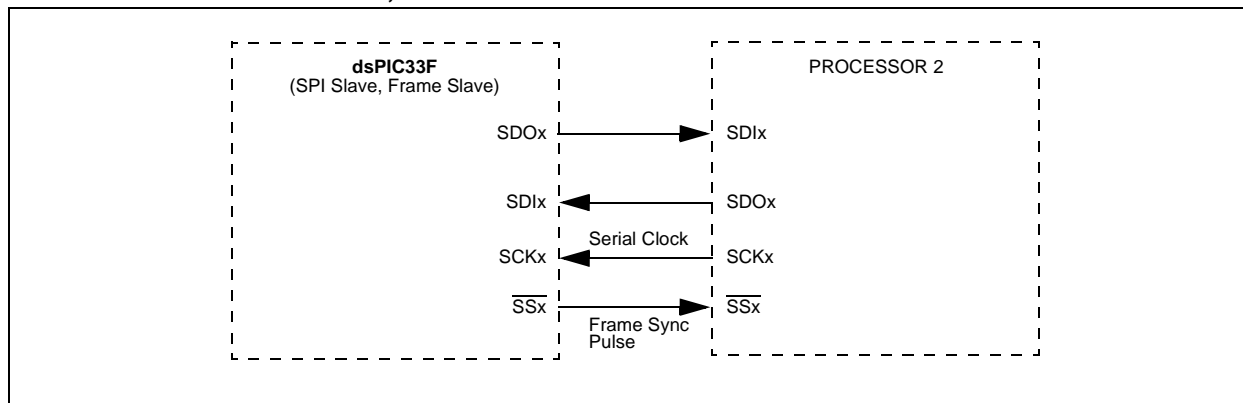 dsPIC33F
(SPI Slave, Frame Slave)
PROCESSOR 2
SDOx
SDIx
SDIx
SDOx
Serial Clock
SCKx
SCKx
SSx
SSx
Frame Sync
Pulse